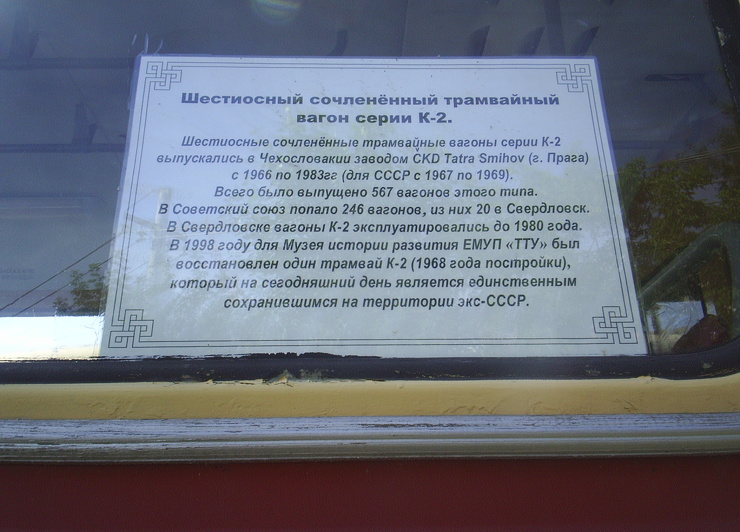 Шестиосный сочленённый трамвайный
вагон серии К-2.
Шестиосные сочленённые трамвайные вагоны серии К-2
выпускались в Чехословакии заводом CKD Tatra Smihov (г. Прага)
с 1966 по 1983гг (для СССР с 1967 по 1969).
Всего было выпущено 567 вагонов этого типа.
В Советский союз попало 246 вагонов, из них 20 в Свердловск.
В Свердловске вагоны К-2 эксплуатировались до 1980 года.
В 1998 году для Музея истории развития ЕМУП «ТТУ» был
восстановлен один трамвай К-2 (1968 года постройки),
который на сегодняшний день является единственным
сохранившимся на территории экс-СССР.